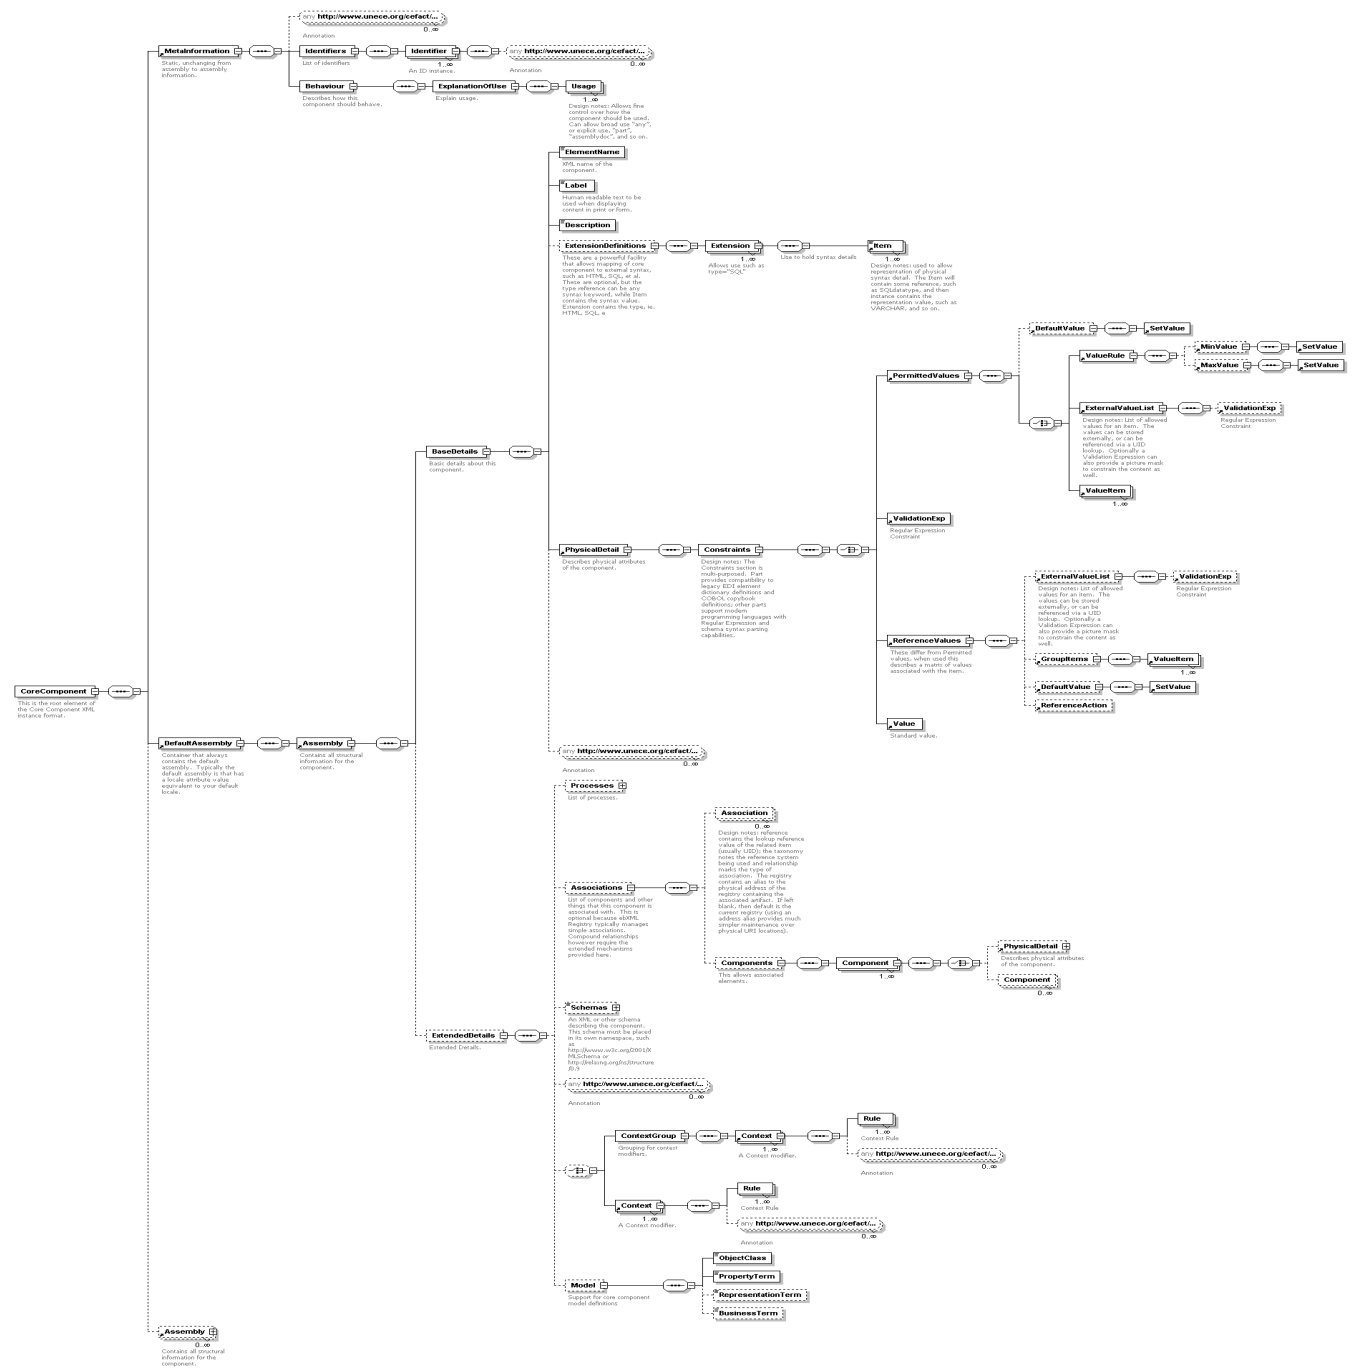 any http://www.unece.org/cefact/...
0..∞
Annotation
MetaInformation
Static, unchanging from
assembly to assembly
information.
Identifiers
List of identifiers
Identifier
1..∞
An ID instance.
any http://www.unece.org/cefact/...
0..∞
Annotation
Behaviour
Describes how this
component should behave.
ExplanationOfUse
Explain usage.
Usage
1..∞
Design notes: Allows fine
control over how the
component should be used.
Can allow broad use "any",
or explicit use, "part",
"assemblydoc", and so on.
ElementName
XML name of the
component.
Label
Human readable text to be
used when displaying
content in print or form.
Description
ExtensionDefinitions
These are a powerful facility
that allows mapping of core
component to external syntax,
such as HTML, SQL, et al.
These are optional, but the
type reference can be any
syntax keyword, while Item
contains the syntax value.
Extension contains the type, ie.
HTML, SQL, e
Extension
1..∞
Allows use such as
type="SQL"
Use to hold syntax details
Item
1..∞
Design notes: used to allow
representation of physical
syntax detail. The Item will
contain some reference, such
as SQLdatatype, and then
instance contains the
representation value, such as
VARCHAR, and so on.
DefaultValue
SetValue
ValueRule
MinValue
SetValue
MaxValue
SetValue
PermittedValues
ExternalValueList
Design notes: List of allowed
values for an item. The
values can be stored
externally, or can be
referenced via a UID
lookup. Optionally a
Validation Expression can
also provide a picture mask
to constrain the content as
well.
ValidationExp
Regular Expression
Constraint
ValueItem
1..∞
BaseDetails
Basic details about this
component.
ValidationExp
Regular Expression
Constraint
PhysicalDetail
Describes physical attributes
of the component.
Constraints
Design notes: The
Constraints section is
multi-purposed. Part
provides compatibility to
legacy EDI element
dictionary definitions and
COBOL copybook
definitions; other parts
support modern
programming languages with
Regular Expression and
schema syntax parsing
capabilities.
ExternalValueList
Design notes: List of allowed
values for an item. The
values can be stored
externally, or can be
referenced via a UID
lookup. Optionally a
Validation Expression can
also provide a picture mask
to constrain the content as
well.
ValidationExp
Regular Expression
Constraint
ReferenceValues
These differ from Permitted
values, when used this
describes a matrix of values
associated with the item.
GroupItems
ValueItem
1..∞
DefaultValue
SetValue
ReferenceAction
Value
Standard value.
CoreComponent
This is the root element of
the Core Component XML
instance format.
DefaultAssembly
Container that always
contains the default
assembly. Typically the
default assembly is that has
a locale attribute value
equivalent to your default
locale.
Assembly
Contains all structural
information for the
component.
any http://www.unece.org/cefact/...
0..∞
Annotation
Processes
List of processes.
Association
0..∞
Design notes: reference
contains the lookup reference
value of the related item
(usually UID); the taxonomy
notes the reference system
being used and relationship
marks the type of
association. The registry
contains an alias to the
physical address of the
registry containing the
associated artifact. If left
blank, then default is the
current registry (using an
address alias provides much
simpler maintenance over
physical URI locations).
Associations
List of components and other
things that this component is
associated with. This is
optional because ebXML
Registry typically manages
simple associations.
Compound relationships
however require the
extended mechanisms
provided here.
Components
This allows associated
elements.
Component
1..∞
PhysicalDetail
Describes physical attributes
of the component.
Component
0..∞
Schemas
An XML or other schema
describing the component.
This schema must be placed
in its own namespace, such
as
http://www.w3c.org/2001/X
MLSchema or
http://relaxng.org/ns/structure
/0.9
ExtendedDetails
Extended Details.
any http://www.unece.org/cefact/...
0..∞
Annotation
ContextGroup
Grouping for context
modifiers.
Context
1..∞
A Context modifier.
Rule
1..∞
Context Rule
any http://www.unece.org/cefact/...
0..∞
Annotation
Context
1..∞
A Context modifier.
Rule
1..∞
Context Rule
any http://www.unece.org/cefact/...
0..∞
Annotation
Model
Support for core component
model definitions
ObjectClass
PropertyTerm
RepresentationTerm
BusinessTerm
Assembly
0..∞
Contains all structural
information for the
component.